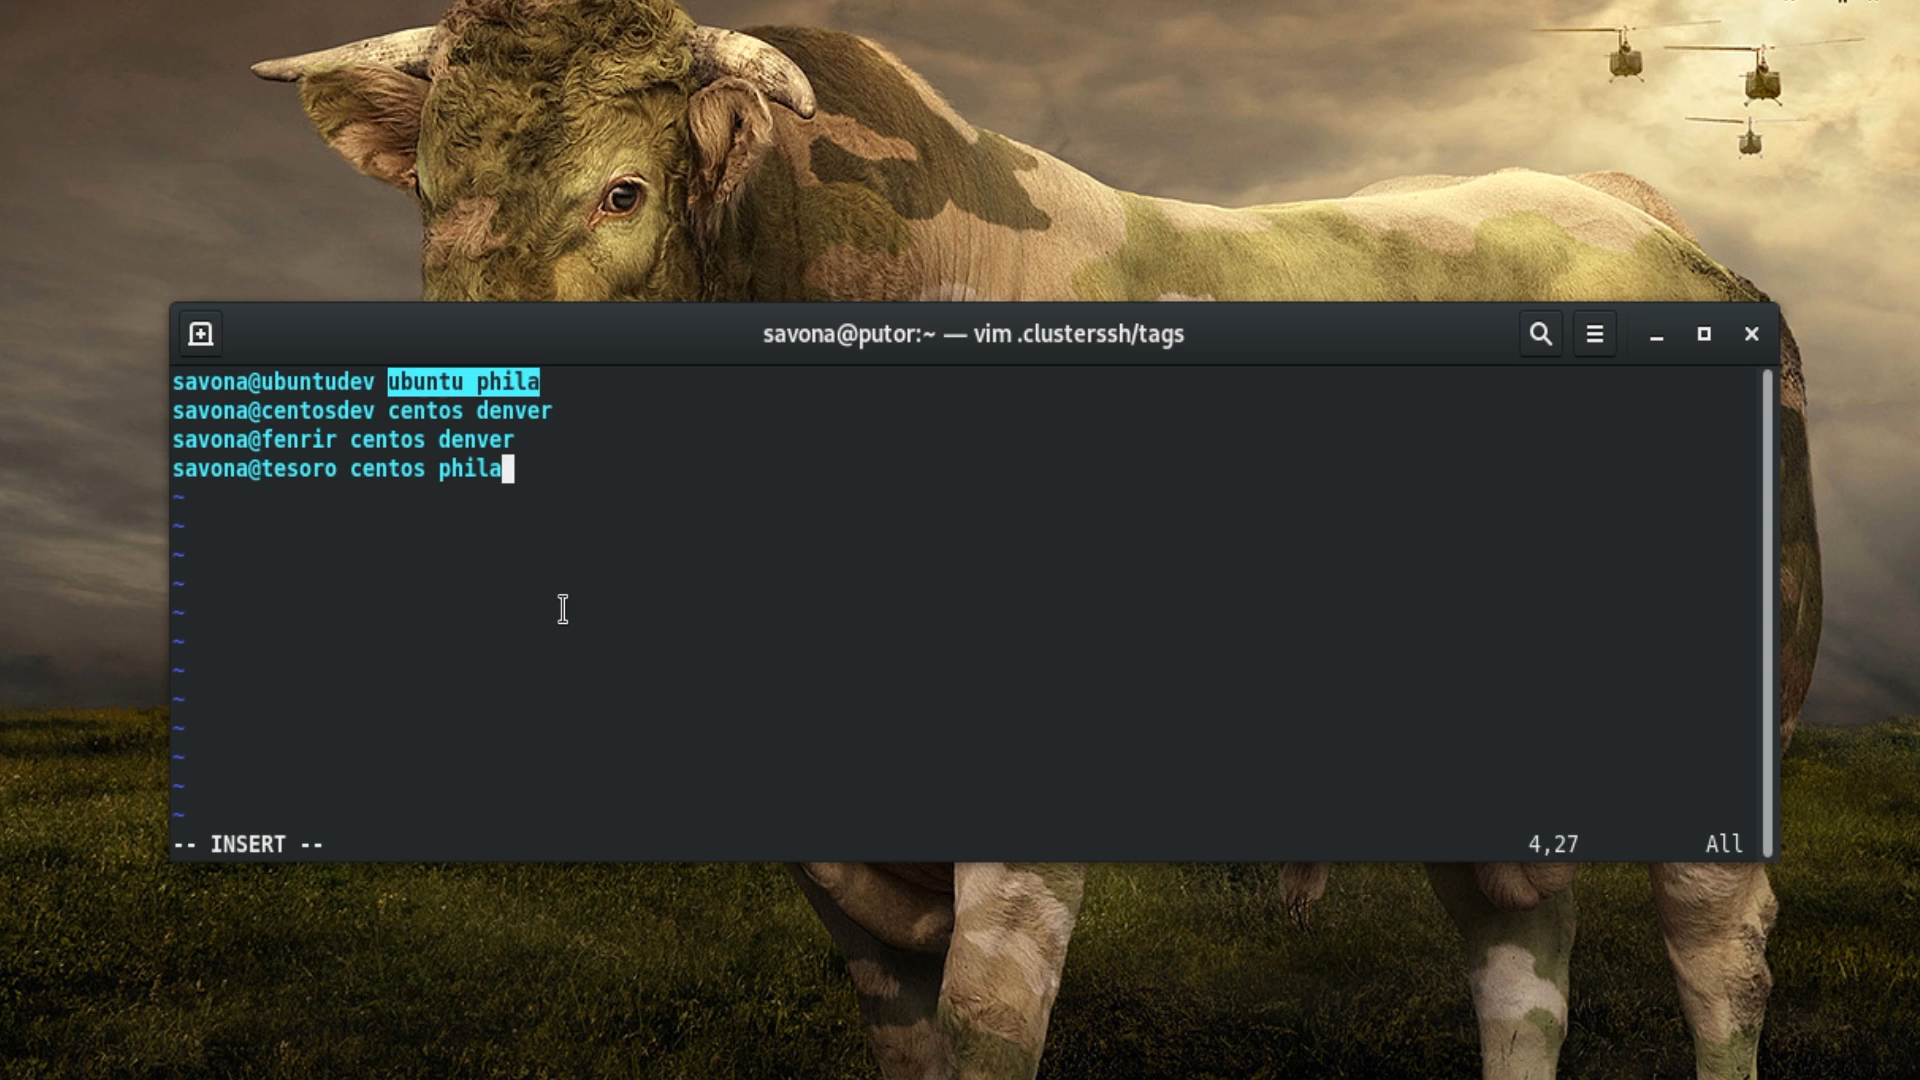 savona@putor:~ — vim .clusterssh/tags
savona@ubuntudev ubuntu phila
savona@centosdev centos denver
savona@fenrir centos denver
savona@tesoro centos phila
~
~
~
~
~
~
~
~
~
~
~
~
-- INSERT -- 4,27 All